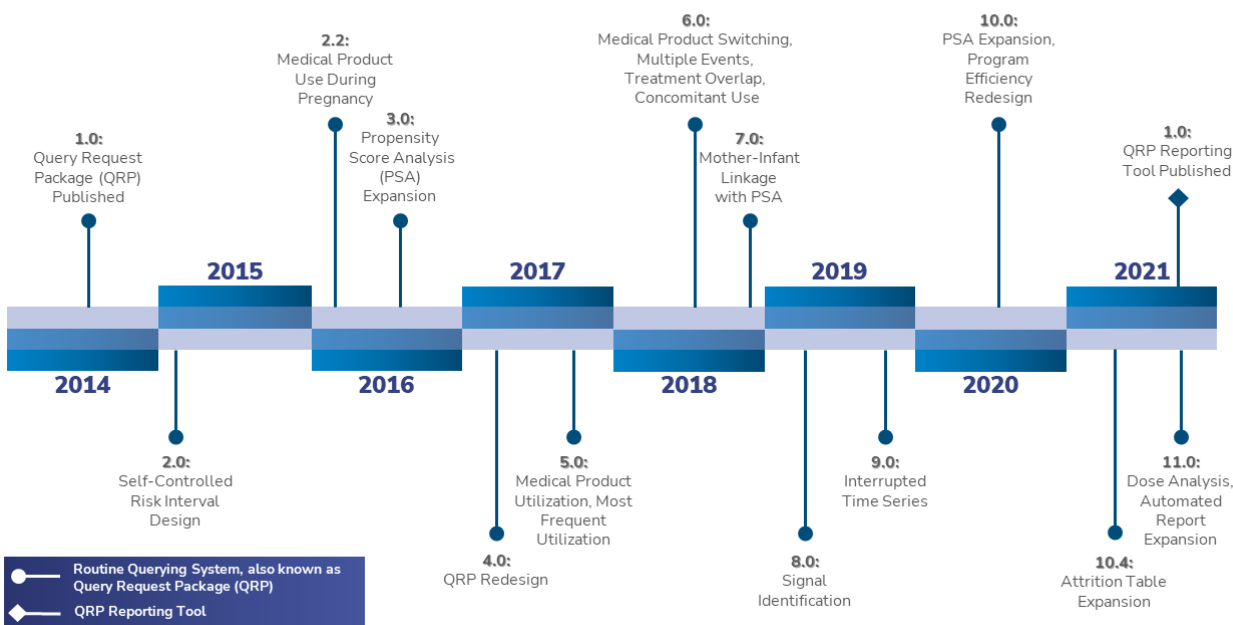 1.0:
Query Request
Package (QRP)
Published
2.2:
Medical Product
Use During
Pregnancy
3.0:
Propensity
Score Analysis
(PSA)
Expansion
6.0:
Medical Product Switching,
Multiple Events,
Treatment Overlap,
Concomitant Use
7.0:
Mother-Infant
Linkage
with PSA
10.0:
PSA Expansion,
Program
Efficiency
Redesign
1.0:
QRP Reporting
Tool Published
2015
2017
2019
2021
2014
2016
2018
2020
2.0:
Self-Controlled
Risk Interval
Design
4.0:
QRP Redesign
5.0:
Medical Product
Utilization, Most
Frequent
Utilization
8.0:
Signal
Identification
9.0:
Interrupted
Time Series
10.4:
Attrition Table
Expansion
11.0:
Dose Analysis,
Automated
Report
Expansion
Routine Querying System, also known as
Query Request Package (QRP)
QRP Reporting Tool